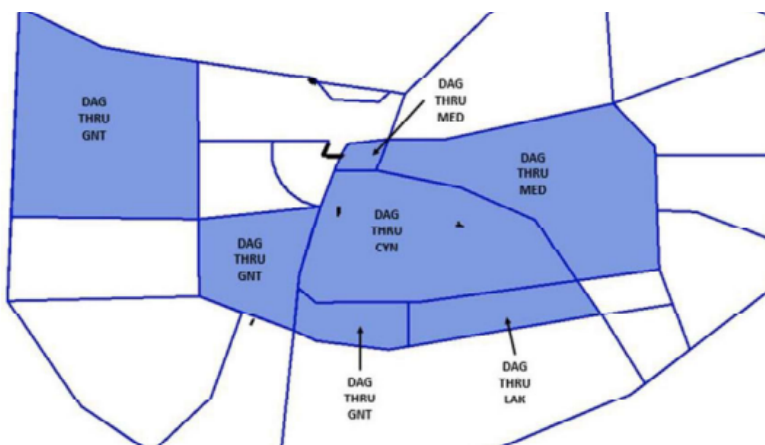 DAG
THRU
GNT
DAG
THRU
MED
DAG
THRU
MED
DAG
THRU
CYN
DAG
THRU
GNT
DAG
THRU
GNT
DAG
THRU
LAK